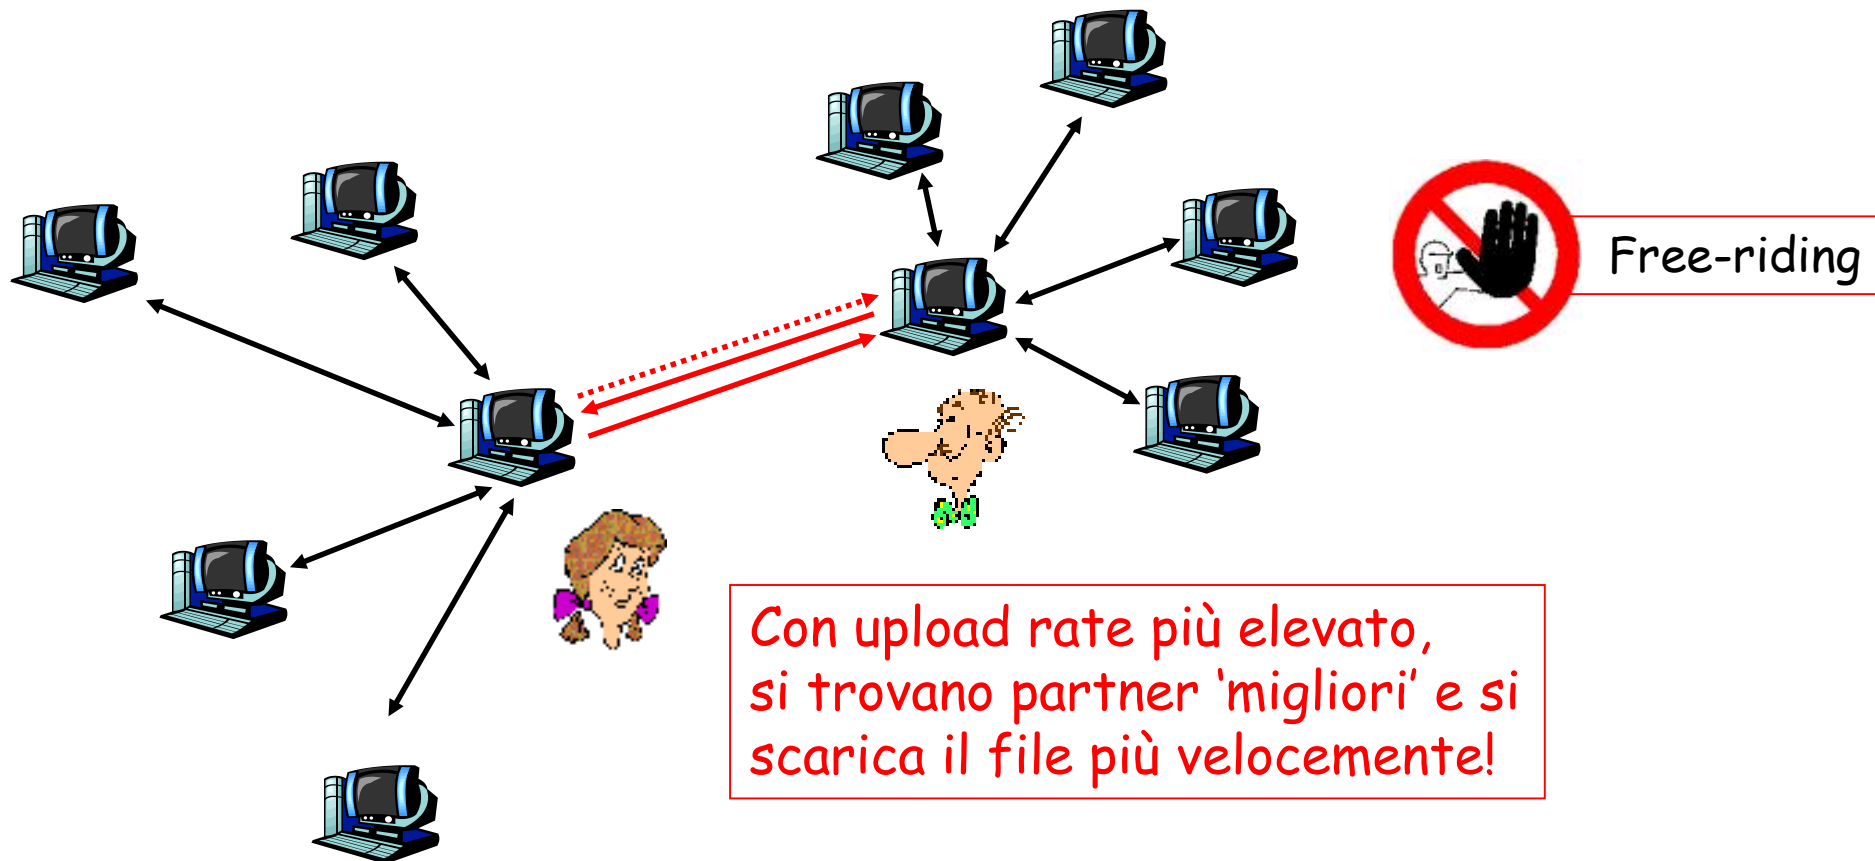 Free-riding
Con upload rate più elevato,
si trovano partner ‘migliori’ e si
scarica il file più velocemente!